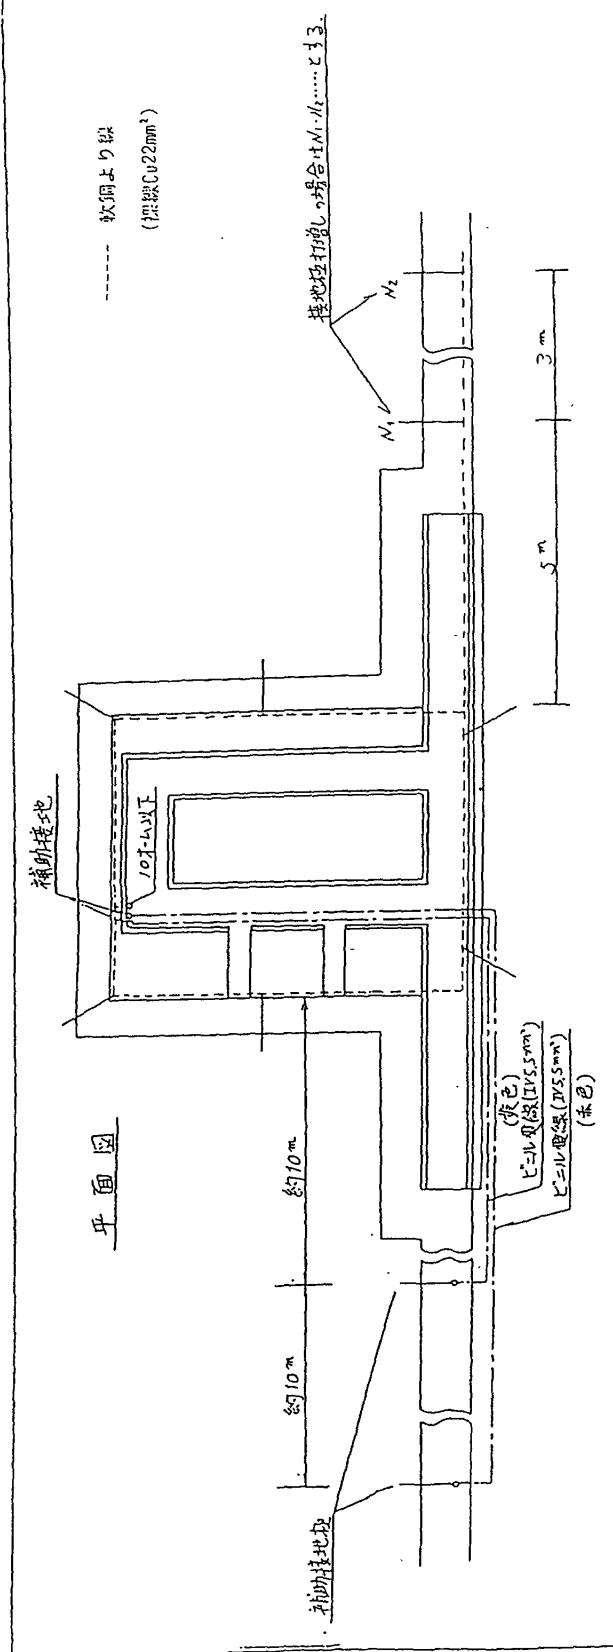 平面図
------ 軟銅より線
(裸線Cu22mm²)
補助接地
10オーム以下
接地極打増しの場合はN₁・N₂……とする.
N₁
N₂
5m
3m
約10m
約10m
補助接地極
(黄色)
ビニル電線(IV5,5mm²)
ビニル電線(IV5,5mm²)
(赤色)